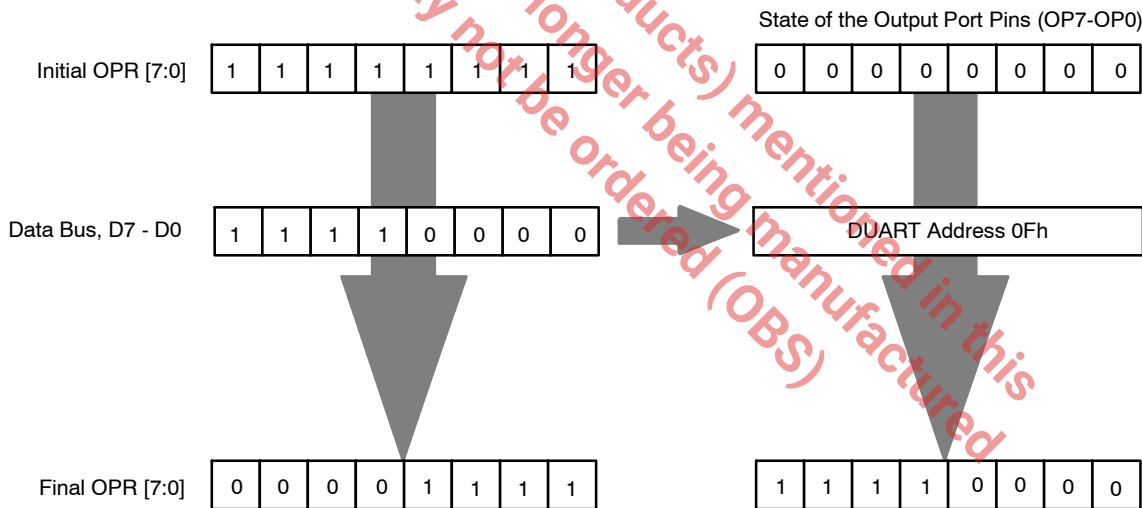 State of the Output Port Pins (OP7-OP0)
Initial OPR [7:0] 1 1 1 1 1 1 1 1 0 0 0 0 0 0 0 0
Data Bus, D7 - D0 1 1 1 1 0 0 0 0 DUART Address 0Fh
Final OPR [7:0] 0 0 0 0 1 1 1 1 1 1 1 1 0 0 0 0
ucts) mentioned in this
longer being manufactured
y not be ordered (OBS)